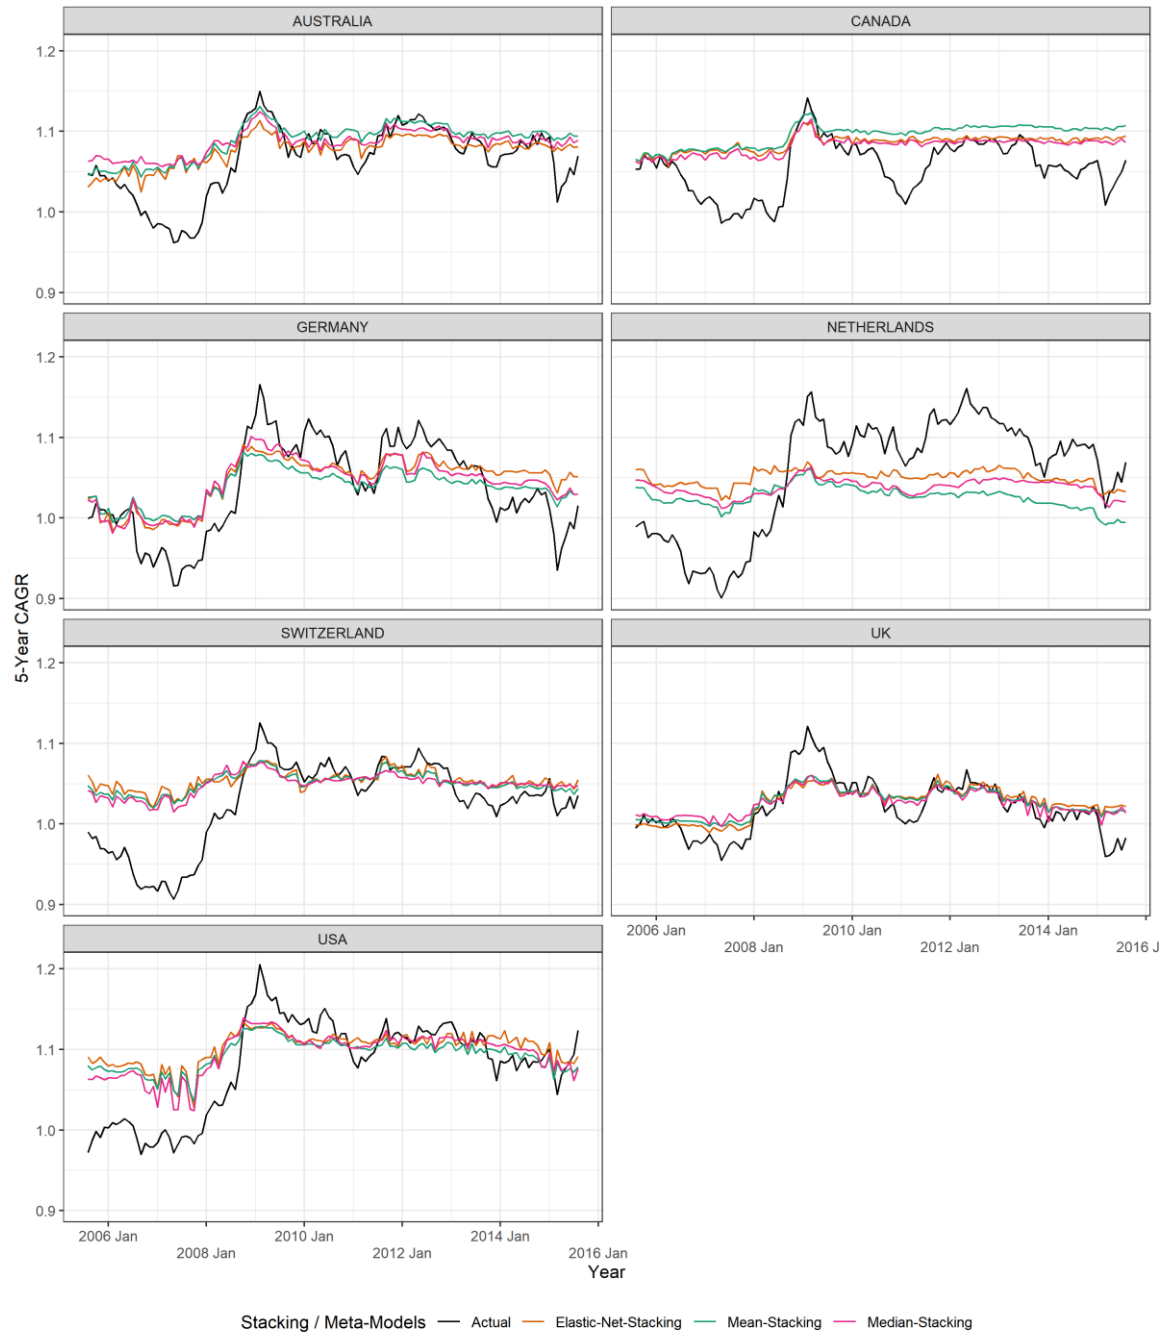 AUSTRALIA CANADA
1.2
1.1
1.0
0.9
GERMANY NETHERLANDS
1.2
1.1
1.0
0.9
SWITZERLAND UK
1.2
1.1
1.0
0.9
2006 Jan 2008 Jan 2010 Jan 2012 Jan 2014 Jan 2016 J
USA
1.2
1.1
1.0
0.9
2006 Jan 2008 Jan 2010 Jan 2012 Jan 2014 Jan 2016 Jan
5-Year CAGR
Year
Stacking / Meta-Models Actual Elastic-Net-Stacking Mean-Stacking Median-Stacking